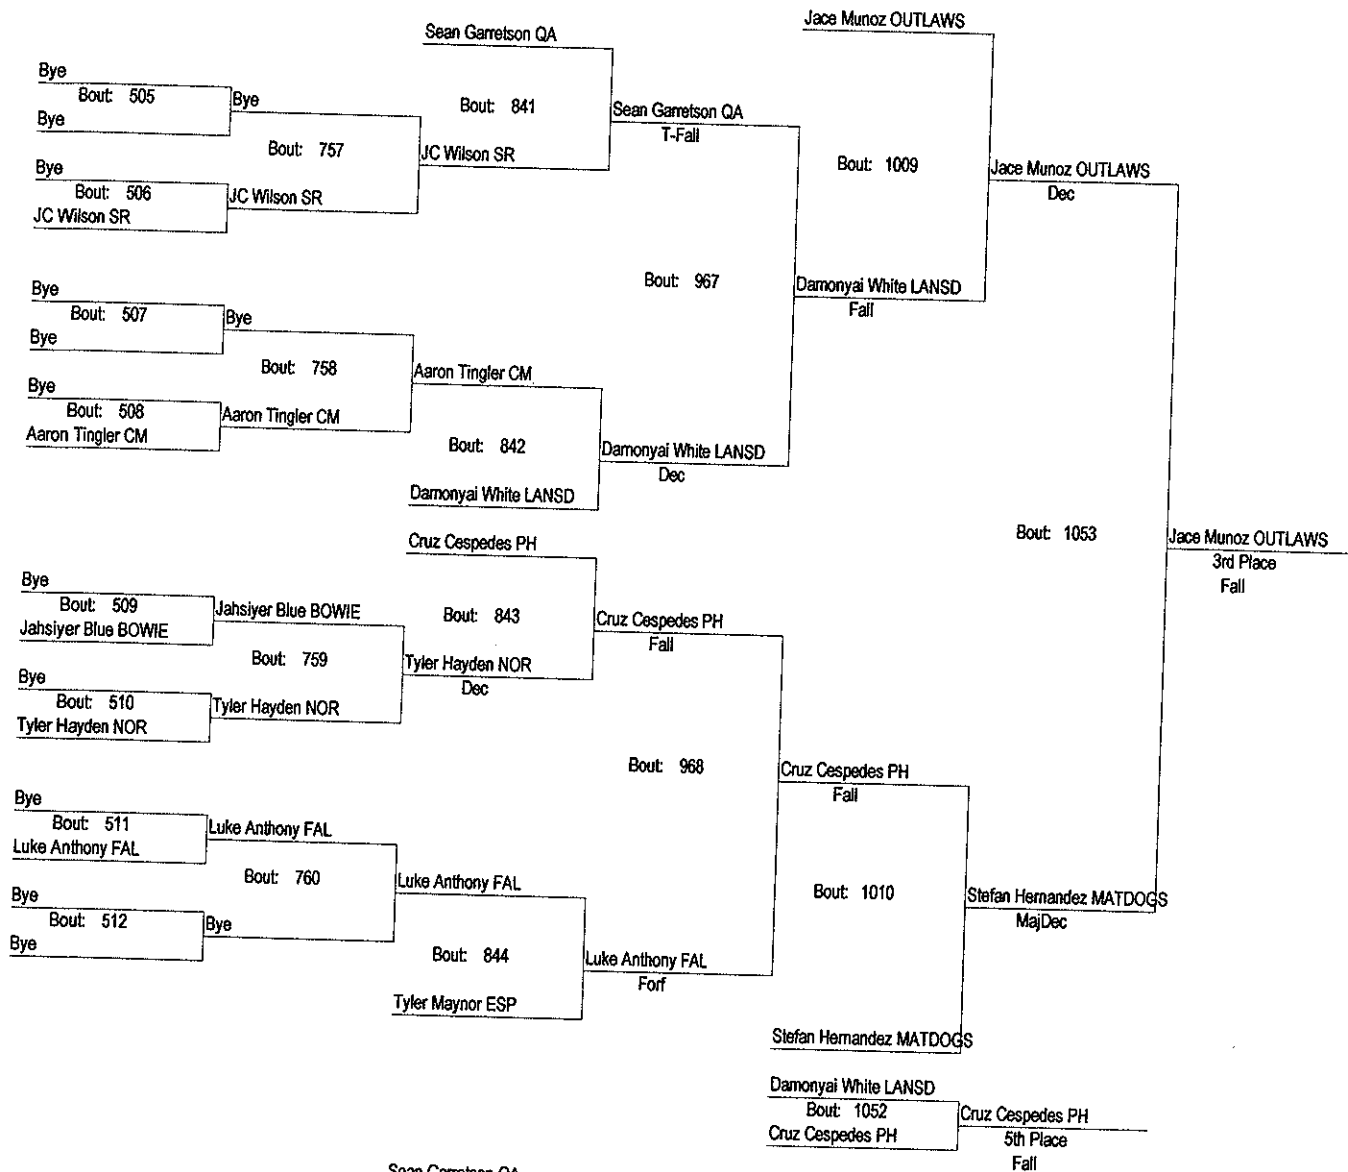 Jace Munoz OUTLAWS
Sean Garretson QA
Bye
Bout: 505
Bye
Bye
Bout: 841
Sean Garretson QA
T-Fall
Bout: 757
JC Wilson SR
Bout: 1009
Jace Munoz OUTLAWS
Dec
Bye
Bout: 506
JC Wilson SR
JC Wilson SR
Bout: 967
Damonyai White LANSD
Fall
Bye
Bout: 507
Bye
Bye
Bout: 758
Aaron Tingler CM
Bye
Bout: 508
Aaron Tingler CM
Aaron Tingler CM
Bout: 842
Damonyai White LANSD
Dec
Damonyai White LANSD
Bout: 1053
Jace Munoz OUTLAWS
3rd Place
Fall
Cruz Cespedes PH
Bye
Bout: 509
Jahsiyer Blue BOWIE
Jahsiyer Blue BOWIE
Bout: 843
Cruz Cespedes PH
Fall
Bout: 759
Tyler Hayden NOR
Dec
Bye
Bout: 510
Tyler Hayden NOR
Tyler Hayden NOR
Bout: 968
Cruz Cespedes PH
Fall
Bye
Bout: 511
Luke Anthony FAL
Luke Anthony FAL
Bout: 760
Luke Anthony FAL
Bout: 1010
Stefan Hernandez MATDOGS
MajDec
Bye
Bout: 512
Bye
Bye
Bout: 844
Luke Anthony FAL
Forf
Tyler Maynor ESP
Stefan Hernandez MATDOGS
Damonyai White LANSD
Bout: 1052
Cruz Cespedes PH
Cruz Cespedes PH
5th Place
Fall
Sean Garretson QA